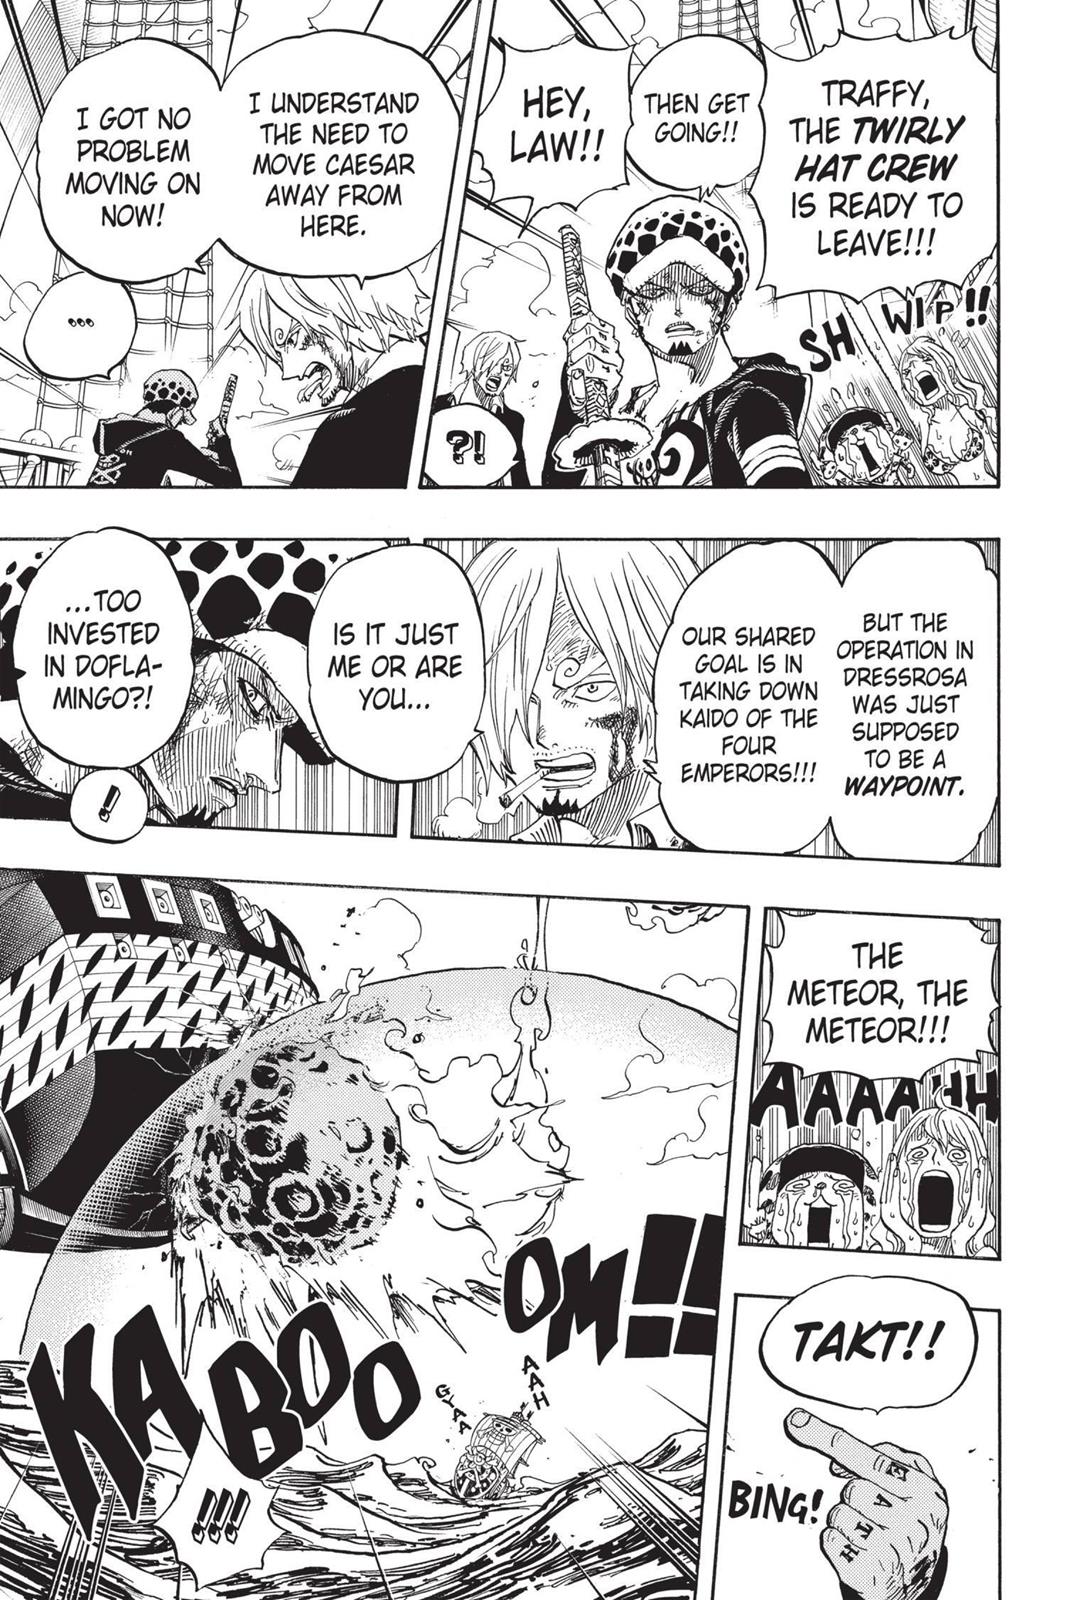 TRAFFY,
THE TWIRLY
HAT CREW
IS READY TO
LEAVE!!!
SHWIP!!
THEN GET
GOING!!
HEY,
LAW!!
?!
I UNDERSTAND
THE NEED TO
MOVE CAESAR
AWAY FROM
HERE.
I GOT NO
PROBLEM
MOVING ON
NOW!
...
BUT THE
OPERATION IN
DRESSROSA
WAS JUST
SUPPOSED
TO BE A
WAYPOINT.
OUR SHARED
GOAL IS IN
TAKING DOWN
KAIDO OF THE
FOUR
EMPERORS!!!
IS IT JUST
ME OR ARE
YOU...
...TOO
INVESTED
IN DOFLA-
MINGO?!
!
THE
METEOR, THE
METEOR!!!
AAAAHH
TAKT!!
BING!
EATH
KABOOOM!!
AAH
GYAA
!!!